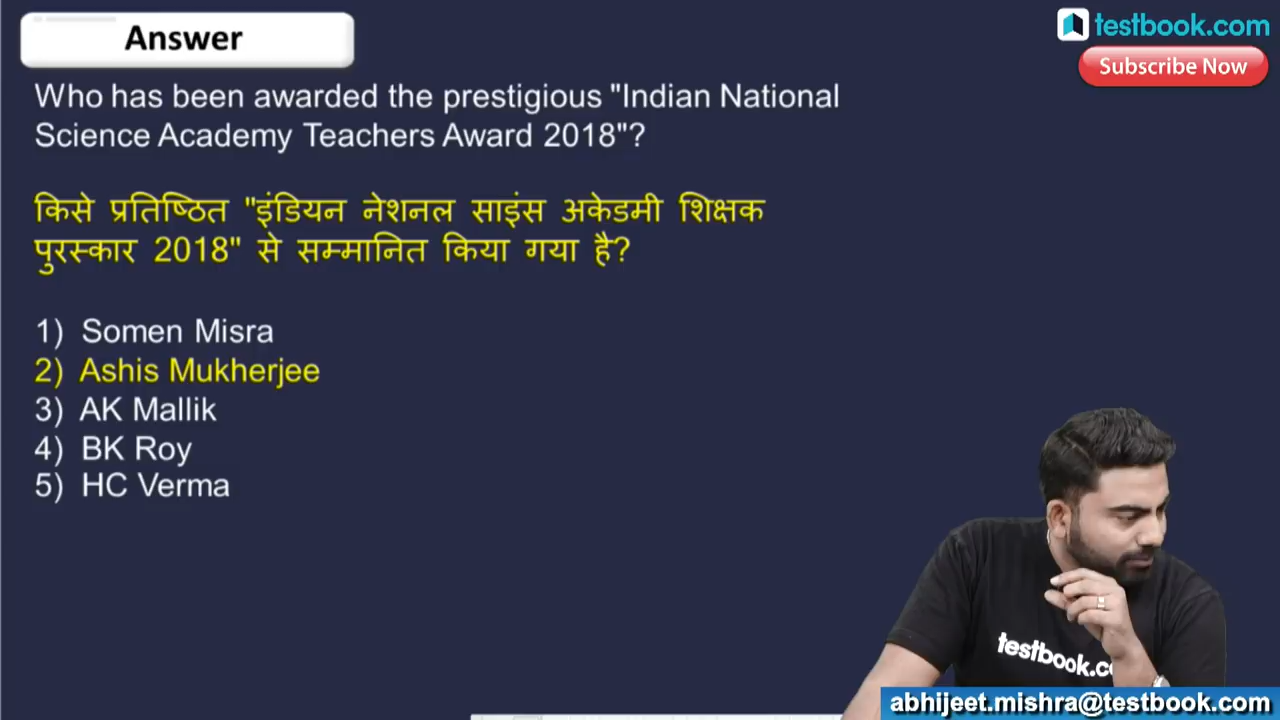 Answer
testbook.com
Subscribe Now
Who has been awarded the prestigious "Indian National
Science Academy Teachers Award 2018"?
किसे प्रतिष्ठित "इंडियन नेशनल साइंस अकेडमी शिक्षक
पुरस्कार 2018" से सम्मानित किया गया है?
1) Somen Misra
2) Ashis Mukherjee
3) AK Mallik
4) BK Roy
5) HC Verma
testbook.co
abhijeet.mishra@testbook.com